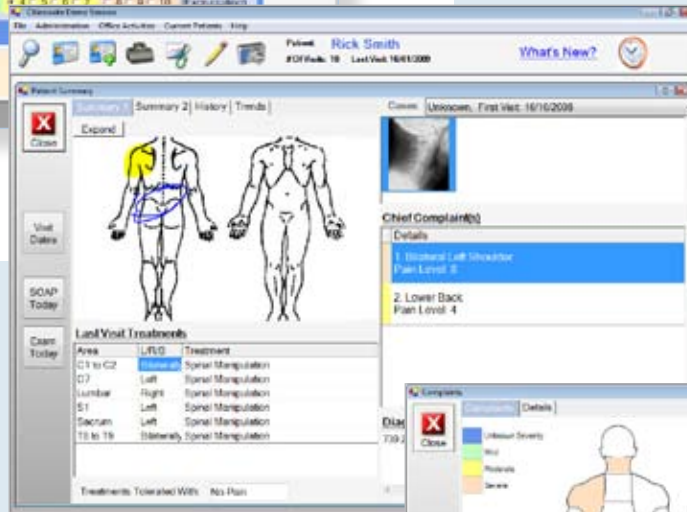 File Administration Office Activities Current Patients Help
Patient: Rick Smith
# Of Visits: 19 Last Visit: 16/01/2009
What's New?
Patient Summary
Close
Summary 1 Summary 2 History Trends
Expand
Visit Dates
SOAP Today
Exam Today
Cases: Unknown, First Visit: 16/10/2008
Chief Complaint(s)
Details
1. Bilateral Left Shoulder
Pain Level: 8
2. Lower Back
Pain Level: 4
Last Visit Treatments
Area L/R/B Treatment
C1 to C2 Bilaterally Spinal Manipulation
C7 Left Spinal Manipulation
Lumbar Right Spinal Manipulation
S1 Left Spinal Manipulation
Sacrum Left Spinal Manipulation
T8 to T9 Bilaterally Spinal Manipulation
Treatments Tolerated With: No Pain
Complaints
Close
Complaints Details
Unknown Severity
Mild
Moderate
Severe